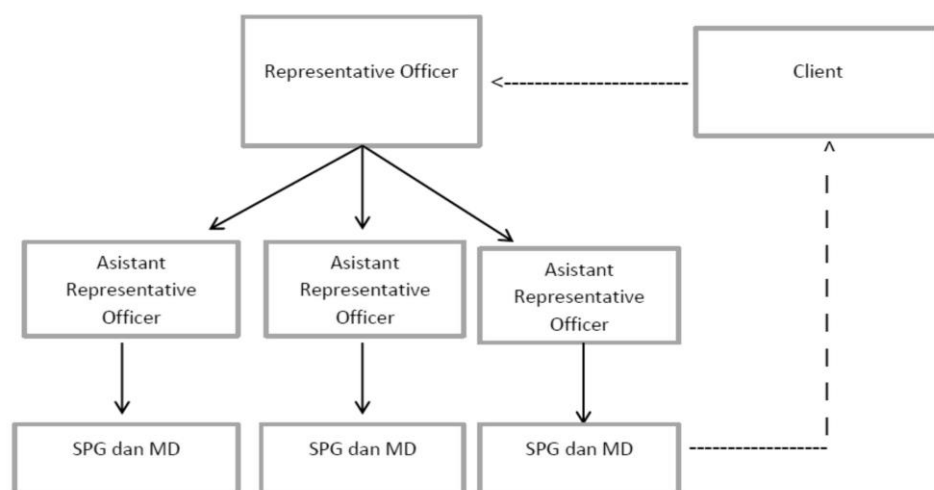 Representative Officer
Client
Asistant
Representative
Officer
Asistant
Representative
Officer
Asistant
Representative
Officer
SPG dan MD
SPG dan MD
SPG dan MD